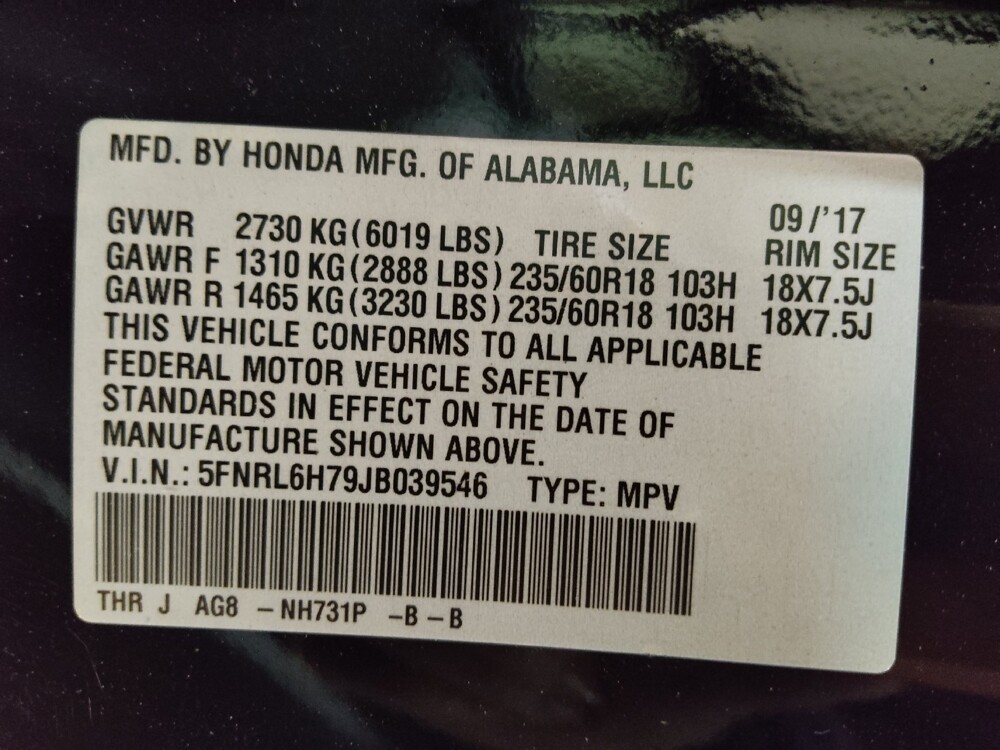 MFD. BY HONDA MFG. OF ALABAMA, LLC
09/'17
GVWR 2730 KG(6019 LBS) TIRE SIZE RIM SIZE
GAWR F 1310 KG(2888 LBS) 235/60R18 103H 18X7.5J
GAWR R 1465 KG(3230 LBS) 235/60R18 103H 18X7.5J
THIS VEHICLE CONFORMS TO ALL APPLICABLE
FEDERAL MOTOR VEHICLE SAFETY
STANDARDS IN EFFECT ON THE DATE OF
MANUFACTURE SHOWN ABOVE.
V.I.N.: 5FNRL6H79JB039546 TYPE: MPV
THR J AG8 -NH731P -B-B